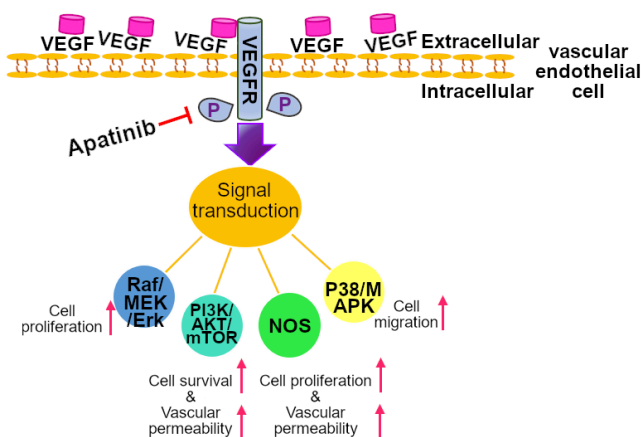 VEGF VEGF VEGF VEGF VEGF
VEGFR
Extracellular
Intracellular
vascular
endothelial
cell
P P
Apatinib
Signal
transduction
Raf/
MEK
/Erk
PI3K/
AKT/
mTOR
NOS
P38/M
APK
Cell
proliferation
Cell
migration
Cell survival
&
Vascular
permeability
Cell proliferation
&
Vascular
permeability